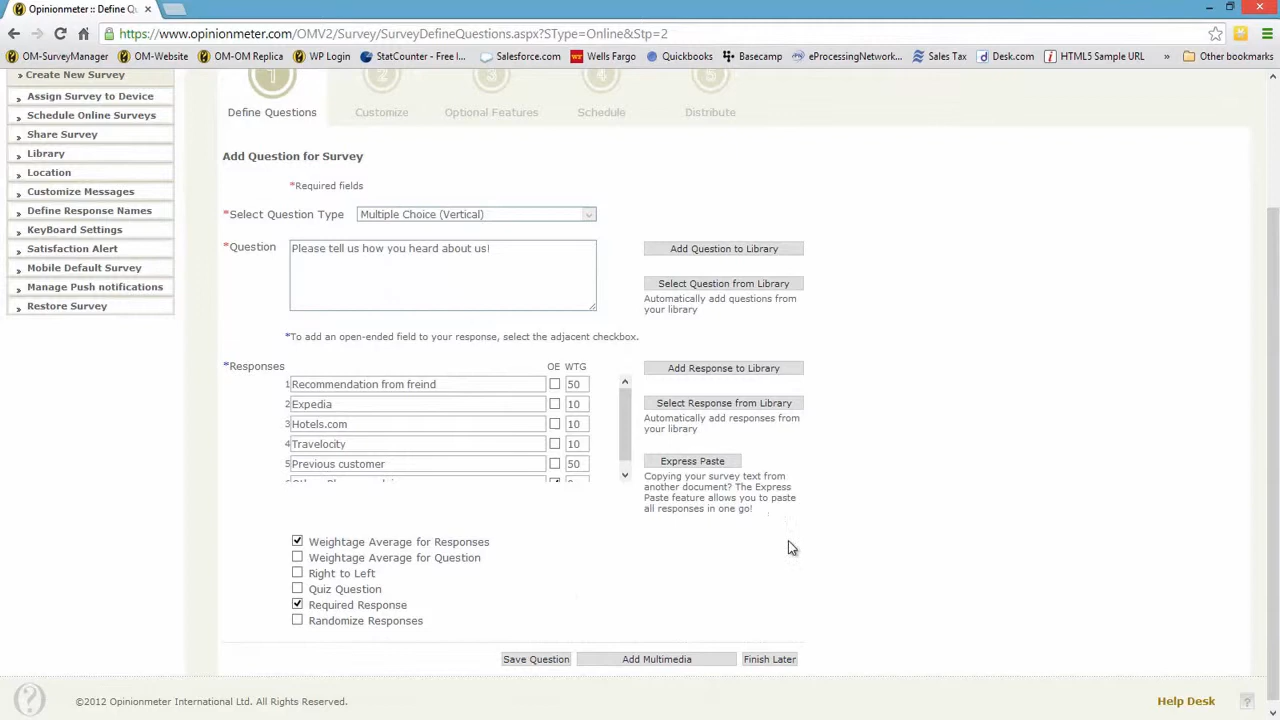 Opinionmeter :: Define Qu
https://www.opinionmeter.com/OMV2/Survey/SurveyDefineQuestions.aspx?SType=Online&Stp=2
OM-SurveyManager OM-Website OM-OM Replica WP Login StatCounter - Free I... Salesforce.com Wells Fargo Quickbooks Basecamp eProcessingNetwork... Sales Tax Desk.com HTML5 Sample URL » Other bookmarks
Create New Survey
Assign Survey to Device
Schedule Online Surveys
Share Survey
Library
Location
Customize Messages
Define Response Names
KeyBoard Settings
Satisfaction Alert
Mobile Default Survey
Manage Push notifications
Restore Survey
1 2 3 4 5
Define Questions Customize Optional Features Schedule Distribute
Add Question for Survey
*Required fields
*Select Question Type Multiple Choice (Vertical)
*Question Please tell us how you heard about us!
Add Question to Library
Select Question from Library
Automatically add questions from
your library
*To add an open-ended field to your response, select the adjacent checkbox.
*Responses OE WTG
1 Recommendation from freind 50
2 Expedia 10
3 Hotels.com 10
4 Travelocity 10
5 Previous customer 50
Add Response to Library
Select Response from Library
Automatically add responses from
your library
Express Paste
Copying your survey text from
another document? The Express
Paste feature allows you to paste
all responses in one go!
Weightage Average for Responses
Weightage Average for Question
Right to Left
Quiz Question
Required Response
Randomize Responses
Save Question Add Multimedia Finish Later
©2012 Opinionmeter International Ltd. All Rights Reserved.
Help Desk ?